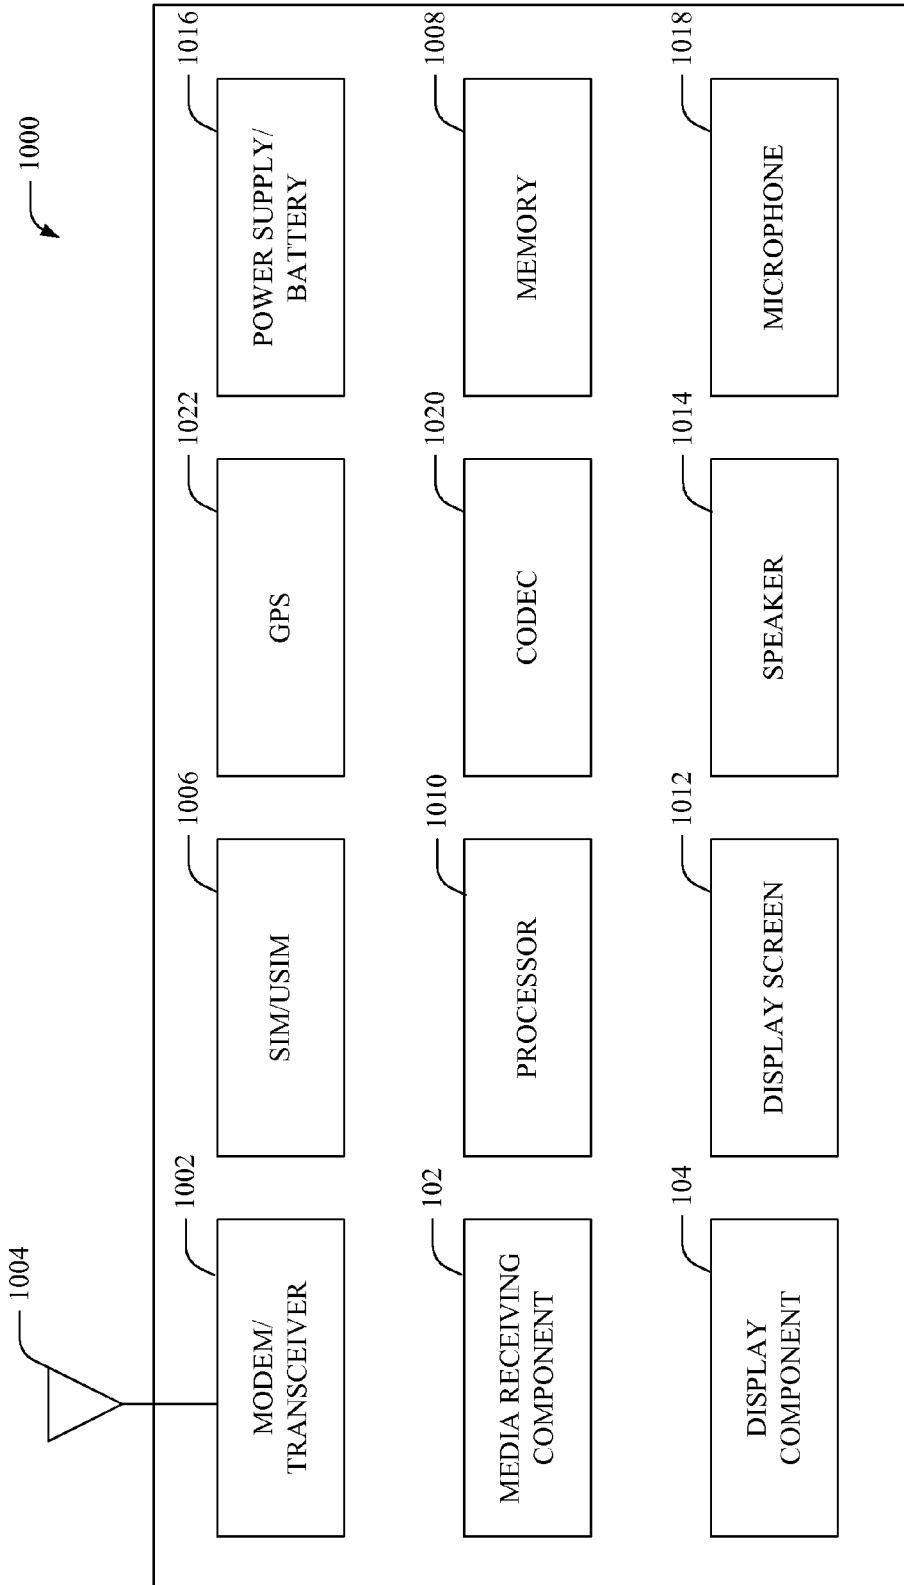 1004
1000
1002
1006
1022
1016
MODEM/
TRANSCEIVER
SIM/USIM
GPS
POWER SUPPLY/
BATTERY
102
1010
1020
1008
MEDIA RECEIVING
COMPONENT
PROCESSOR
CODEC
MEMORY
104
1012
1014
1018
DISPLAY
COMPONENT
DISPLAY SCREEN
SPEAKER
MICROPHONE